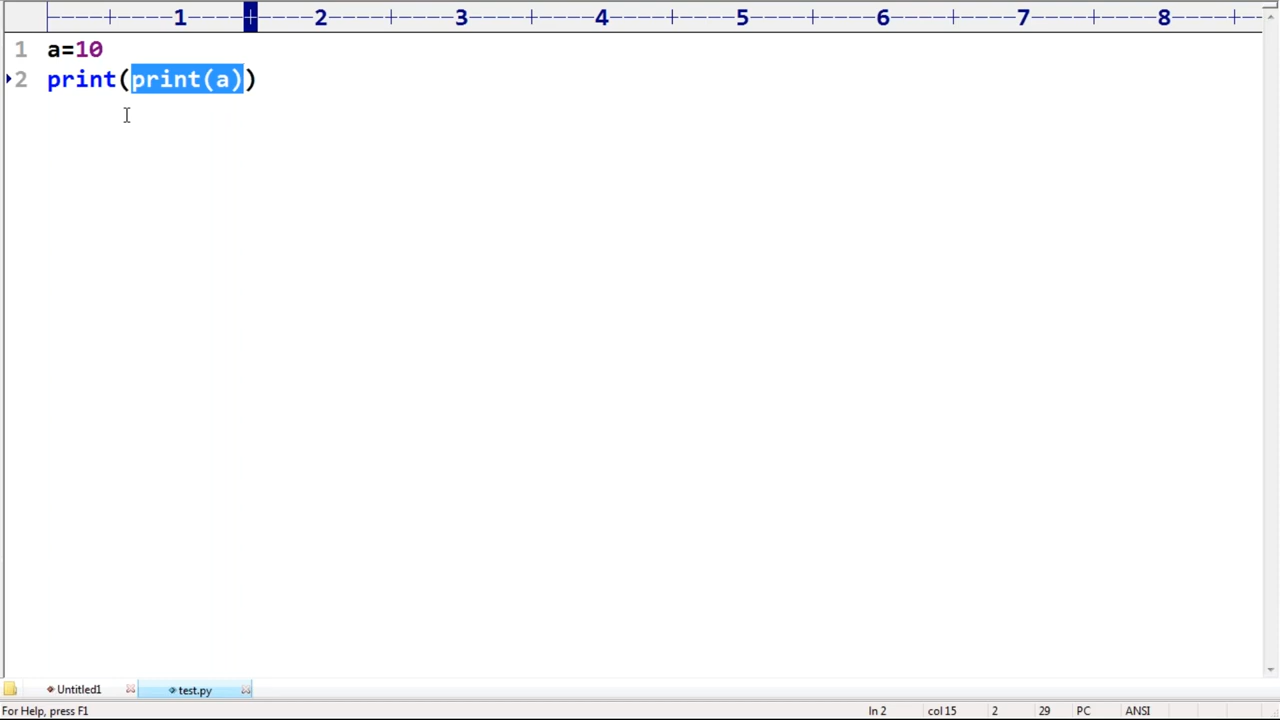 1 2 3 4 5 6 7 8
1 a=10
2 print(print(a))
Untitled1 test.py
For Help, press F1 ln 2 col 15 2 29 PC ANSI